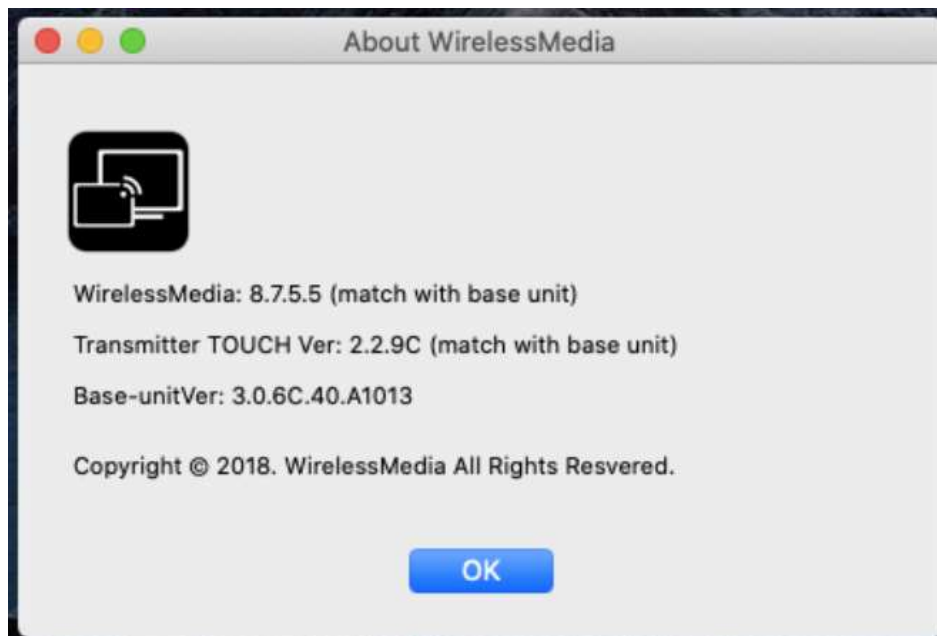 About WirelessMedia
WirelessMedia: 8.7.5.5 (match with base unit)
Transmitter TOUCH Ver: 2.2.9C (match with base unit)
Base-unitVer: 3.0.6C.40.A1013
Copyright © 2018. WirelessMedia All Rights Resvered.
OK